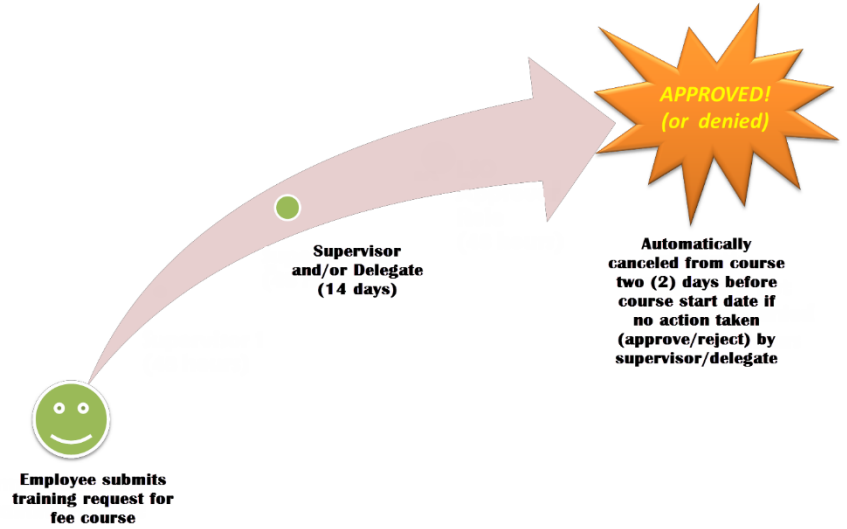 APPROVED!
(or denied)
Supervisor
and/or Delegate
(14 days)
Automatically
canceled from course
two (2) days before
course start date if
no action taken
(approve/reject) by
supervisor/delegate
Employee submits
training request for
fee course